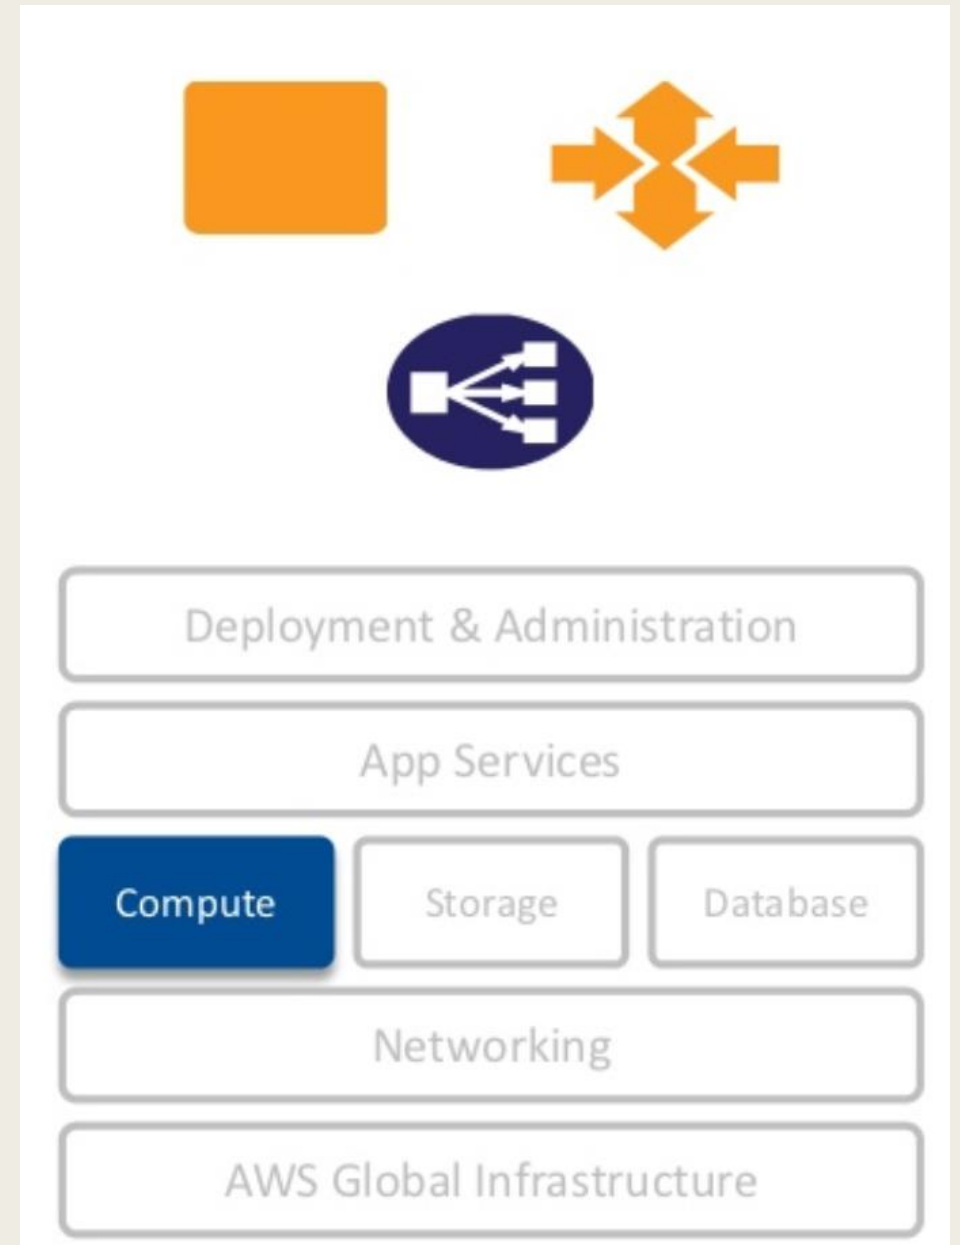 Deployment & Administration
App Services
Compute
Storage
Database
Networking
AWS Global Infrastructure